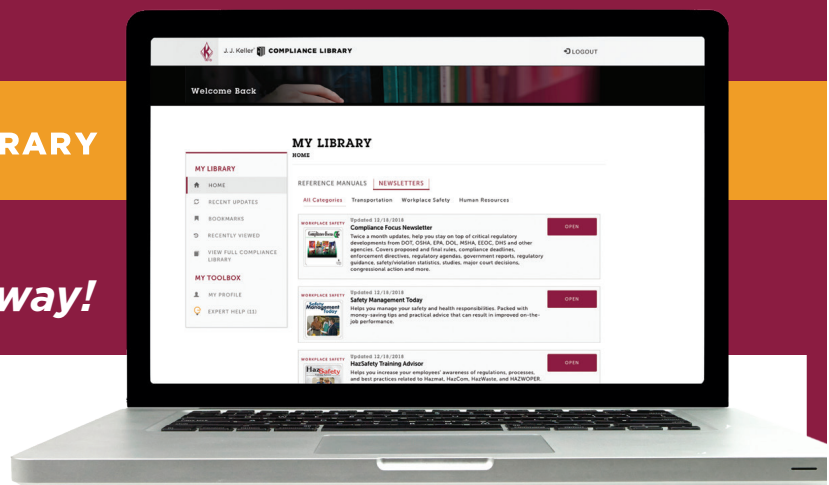 J. J. Keller® COMPLIANCE LIBRARY
LOGOUT
Welcome Back
RARY
way!
MY LIBRARY
HOME
MY LIBRARY
HOME
RECENT UPDATES
BOOKMARKS
RECENTLY VIEWED
VIEW FULL COMPLIANCE
LIBRARY
MY TOOLBOX
MY PROFILE
EXPERT HELP (11)
REFERENCE MANUALS | NEWSLETTERS |
All Categories Transportation Workplace Safety Human Resources
WORKPLACE SAFETY
Compliance Focus
Updated 12/18/2018
Compliance Focus Newsletter
Twice a month updates, help you stay on top of critical regulatory
developments from DOT, OSHA, EPA, DOL, MSHA, EEOC, DHS and other
agencies. Covers proposed and final rules, compliance deadlines,
enforcement directives, regulatory agendas, government reports, regulatory
guidance, safety/violation statistics, studies, major court decisions,
congressional action and more.
OPEN
WORKPLACE SAFETY
Safety
Management
Today
Updated 12/18/2018
Safety Management Today
Helps you manage your safety and health responsibilities. Packed with
money-saving tips and practical advice that can result in improved on-the-
job performance.
OPEN
WORKPLACE SAFETY
HazSafety
Updated 12/18/2018
HazSafety Training Advisor
Helps you increase your employees' awareness of regulations, processes,
and best practices related to Hazmat, HazCom, HazWaste, and HAZWOPER.
OPEN